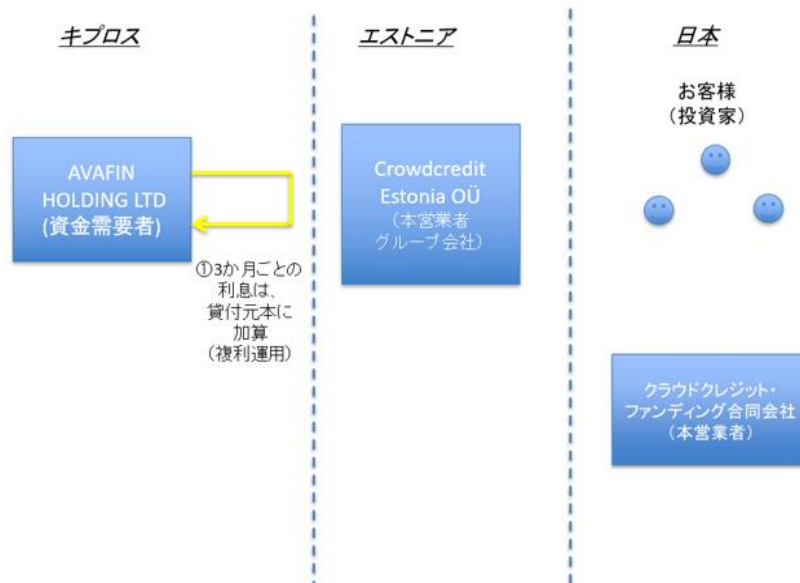 キプロス
エストニア
日本
お客様
（投資家）
AVAFIN
HOLDING LTD
(資金需要者)
Crowdcredit
Estonia OÜ
（本営業者
グループ会社）
①3か月ごとの
利息は、
貸付元本に
加算
（複利運用）
クラウドクレジット・
ファンディング合同会社
（本営業者）